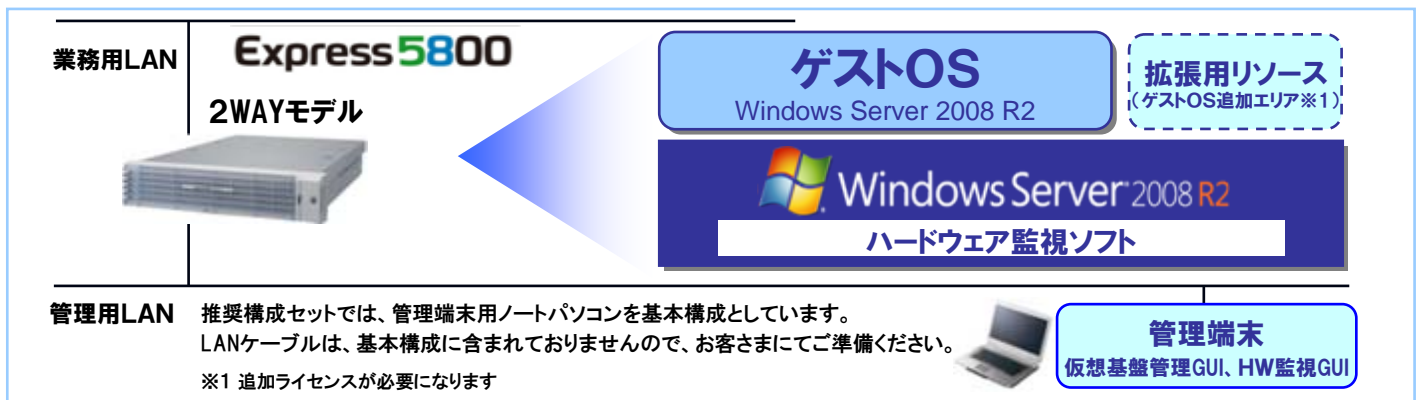 業務用LAN
Express5800
2WAYモデル
ゲストOS
Windows Server 2008 R2
拡張用リソース
(ゲストOS追加エリア※1)
Windows Server 2008 R2
ハードウェア監視ソフト
管理用LAN
推奨構成セットでは、管理端末用ノートパソコンを基本構成としています。
LANケーブルは、基本構成に含まれておりませんので、お客さまにてご準備ください。
※1 追加ライセンスが必要になります
管理端末
仮想基盤管理GUI、HW監視GUI